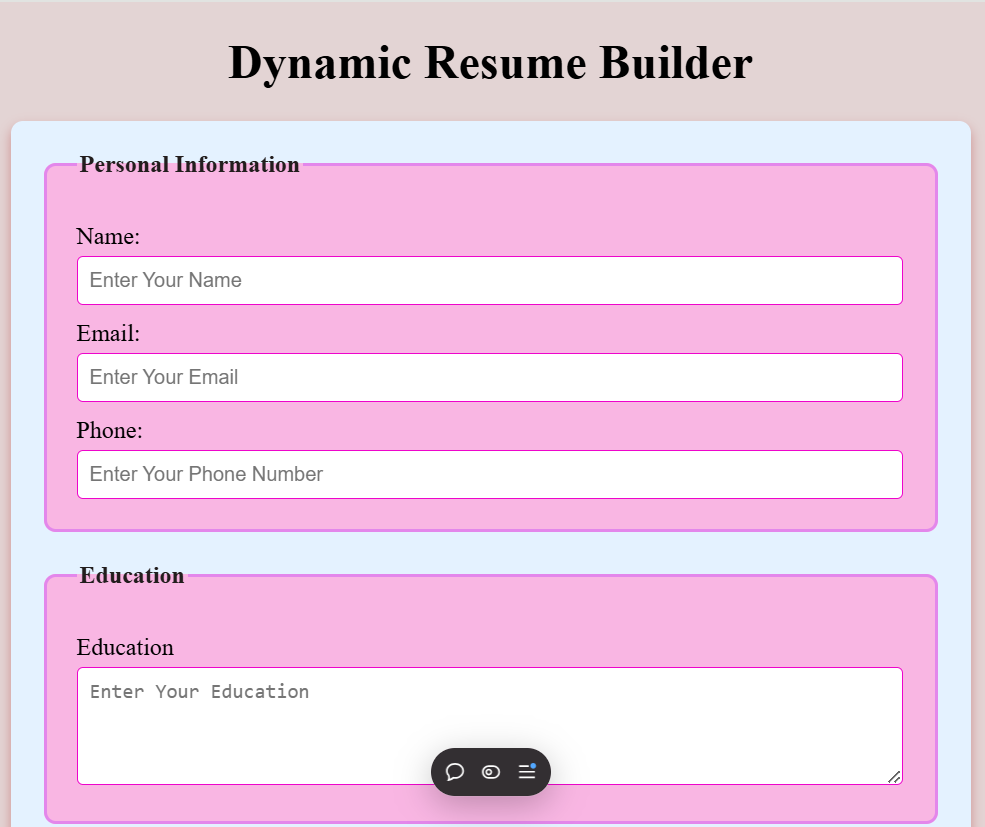 Dynamic Resume Builder
Personal Information
Name:
Enter Your Name
Email:
Enter Your Email
Phone:
Enter Your Phone Number
Education
Education
Enter Your Education